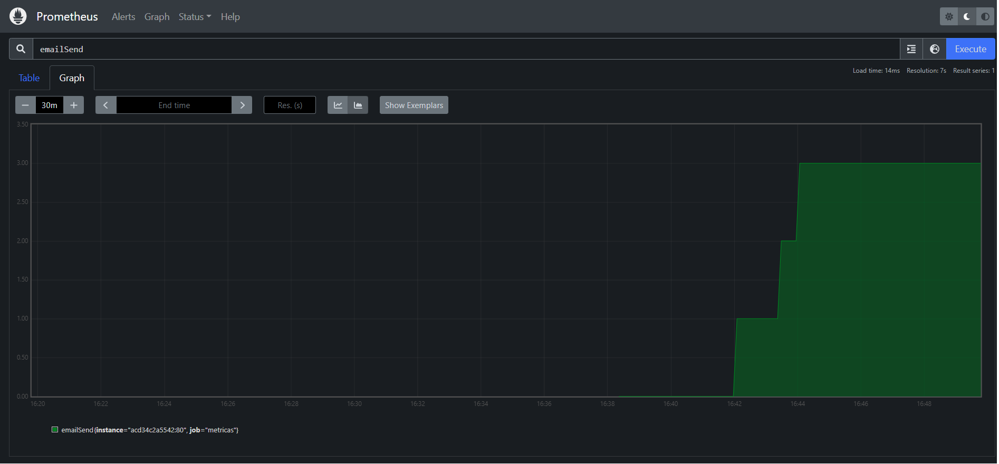 Prometheus Alerts Graph Status Help
emailSend
Execute
Table Graph
Load time: 14ms Resolution: 7s Result series: 1
30m End time Res. (s) Show Exemplars
3.50
3.00
2.50
2.00
1.50
1.00
0.50
0.00
16:20 16:22 16:24 16:26 16:28 16:30 16:32 16:34 16:36 16:38 16:40 16:42 16:44 16:46 16:48
emailSend{instance="acd34c2a5542:80", job="metricas"}